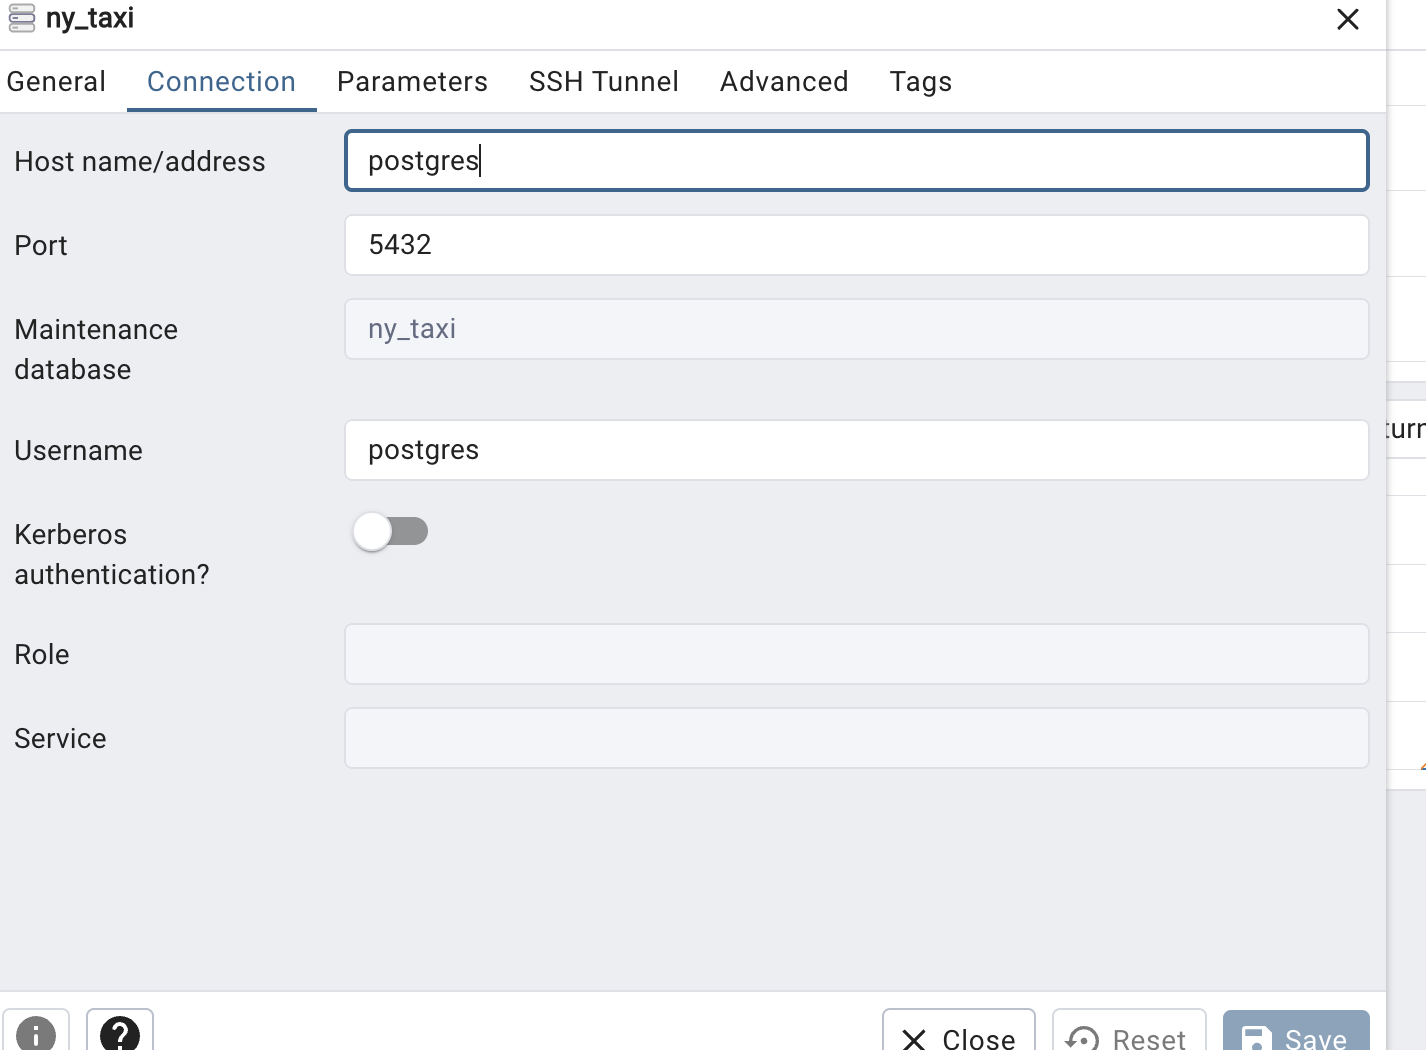 ny_taxi
General Connection Parameters SSH Tunnel Advanced Tags
Host name/address postgres
Port 5432
Maintenance database ny_taxi
Username postgres
Kerberos authentication?
Role
Service
Close Reset Save